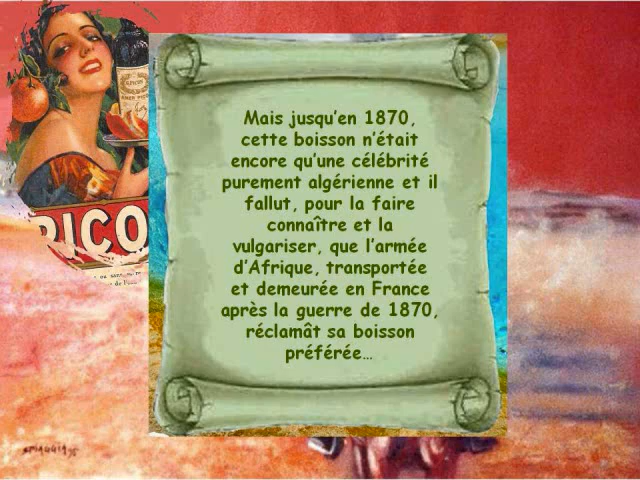 Mais jusqu'en 1870,
cette boisson n'était
encore qu'une célébrité
purement algérienne et il
fallut, pour la faire
connaître et la
vulgariser, que l'armée
d'Afrique, transportée
et demeurée en France
après la guerre de 1870,
réclamât sa boisson
préférée…
PICO